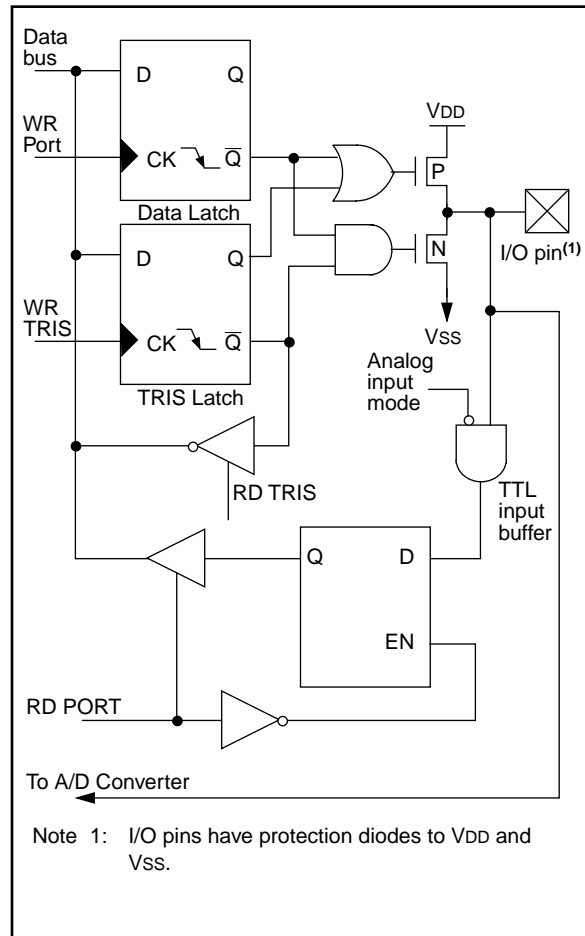 Data
bus
D Q
WR
Port
CK Q
Data Latch
VDD
P
I/O pin(1)
D Q
N
WR
TRIS
CK Q
VSS
TRIS Latch
Analog
input
mode
RD TRIS
TTL
input
buffer
Q D
EN
RD PORT
To A/D Converter
Note 1: I/O pins have protection diodes to VDD and
VSS.